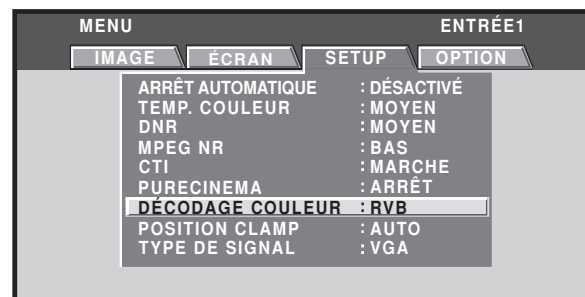 MENU ENTRÉE1
IMAGE ÉCRAN SETUP OPTION
ARRÊT AUTOMATIQUE : DÉSACTIVÉ
TEMP. COULEUR : MOYEN
DNR : MOYEN
MPEG NR : BAS
CTI : MARCHE
PURECINEMA : ARRÊT
DÉCODAGE COULEUR : RVB
POSITION CLAMP : AUTO
TYPE DE SIGNAL : VGA